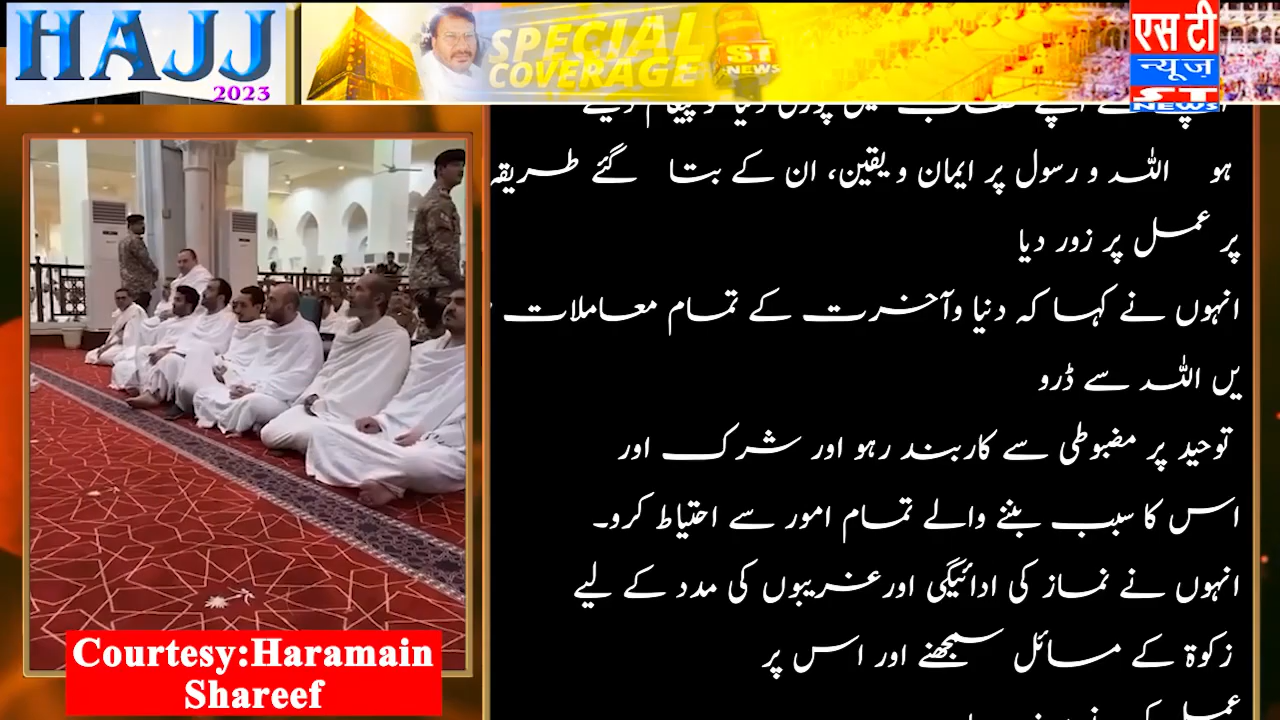 HAJJ
2023
SPECIAL
COVERAGE
ST
NEWS
एस टी
न्यूज़
ST
NEWS
ہو اللہ و رسول پر ایمان و یقین، ان کے بتا گئے طریقہ
پر عمل پر زور دیا
انہوں نے کہا کہ دنیا وآخرت کے تمام معاملات
یں اللہ سے ڈرو
توحید پر مضبوطی سے کاربند رہو اور شرک اور
اس کا سبب بننے والے تمام امور سے احتیاط کرو۔
انہوں نے نماز کی ادائیگی اورغریبوں کی مدد کے لیے
زکوۃ کے مسائل سمجھنے اور اس پر
Courtesy:Haramain
Shareef